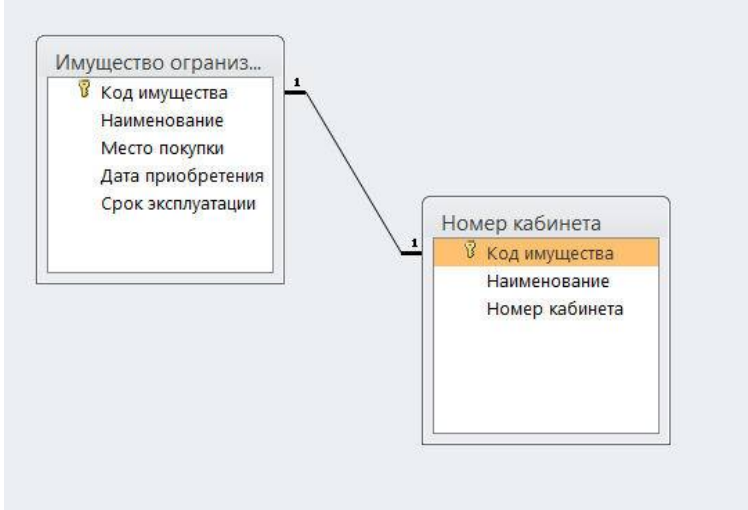 Имущество ограниз...
Код имущества
Наименование
Место покупки
Дата приобретения
Срок эксплуатации
1
1
Номер кабинета
Код имущества
Наименование
Номер кабинета